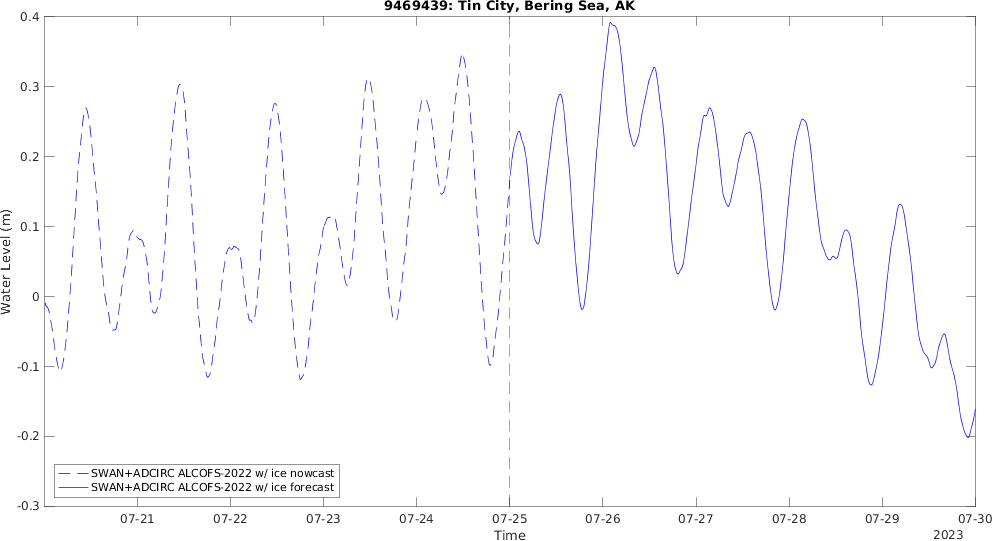 9469439: Tin City, Bering Sea, AK
0.4
0.3
0.2
0.1
0
-0.1
-0.2
-0.3
Water Level (m)
SWAN+ADCIRC ALCOFS-2022 w/ ice nowcast
SWAN+ADCIRC ALCOFS-2022 w/ ice forecast
07-21 07-22 07-23 07-24 07-25 07-26 07-27 07-28 07-29 07-30
Time
2023